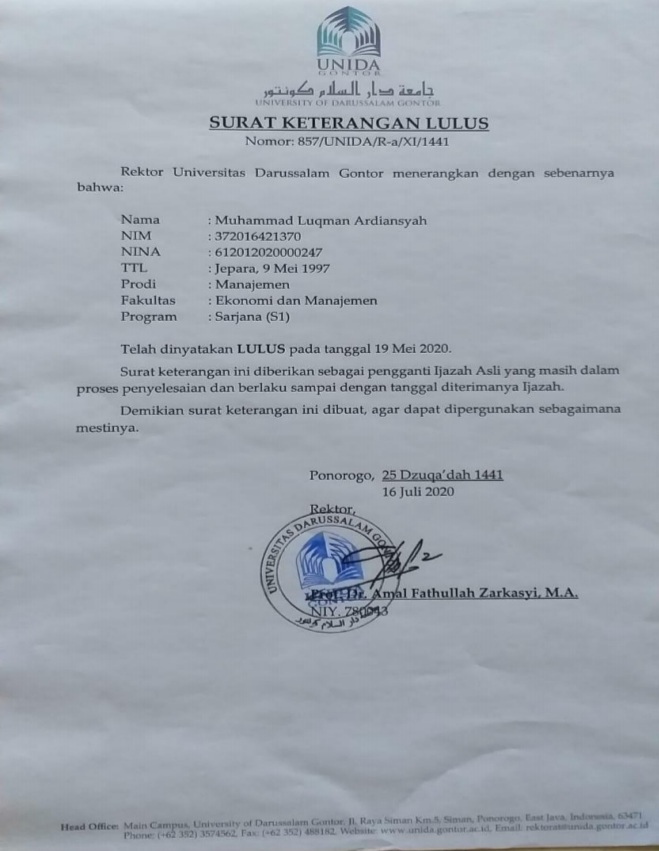 UNIDA
GONTOR
جامعة دار السلام كونتور
UNIVERSITY OF DARUSSALAM GONTOR
SURAT KETERANGAN LULUS
Nomor: 857/UNIDA/R-a/XI/1441
Rektor Universitas Darussalam Gontor menerangkan dengan sebenarnya
bahwa:
Nama : Muhammad Luqman Ardiansyah
NIM : 372016421370
NINA : 612012020000247
TTL : Jepara, 9 Mei 1997
Prodi : Manajemen
Fakultas : Ekonomi dan Manajemen
Program : Sarjana (S1)
Telah dinyatakan LULUS pada tanggal 19 Mei 2020.
Surat keterangan ini diberikan sebagai pengganti Ijazah Asli yang masih dalam
proses penyelesaian dan berlaku sampai dengan tanggal diterimanya Ijazah.
Demikian surat keterangan ini dibuat, agar dapat dipergunakan sebagaimana
mestinya.
Ponorogo, 25 Dzuqa'dah 1441
16 Juli 2020
Rektor,
UNIVERSITAS DARUSSALAM GONTOR
Prof. Dr. Amal Fathullah Zarkasyi, M.A.
NIY. 780043
Head Office: Main Campus, University of Darussalam Gontor. Jl. Raya Siman Km.5, Siman, Ponorogo, East Java, Indonesia, 63471
Phone: (+62 352) 3574562, Fax: (+62 352) 488182, Website: www.unida.gontor.ac.id, Email: rektorat@unida.gontor.ac.id